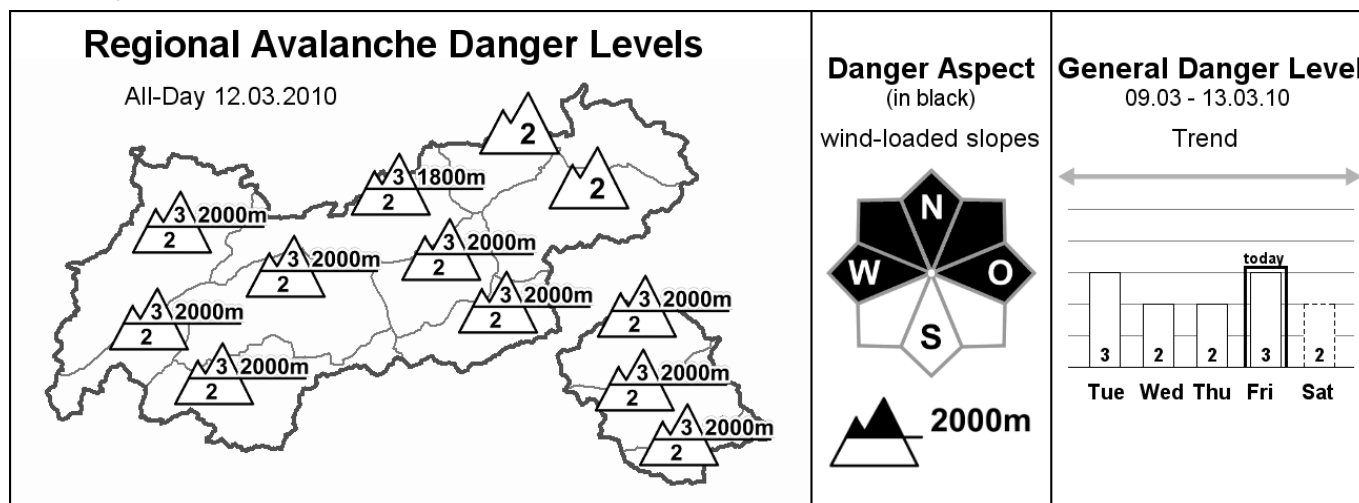 Regional Avalanche Danger Levels
All-Day 12.03.2010
2
2
3 1800m
2
3 2000m
2
3 2000m
2
3 2000m
2
3 2000m
2
3 2000m
2
3 2000m
2
3 2000m
2
3 2000m
2
3 2000m
2
Danger Aspect
(in black)
wind-loaded slopes
N
W
O
S
2000m
General Danger Level
09.03 - 13.03.10
Trend
today
3
2
2
3
2
Tue Wed Thu Fri Sat